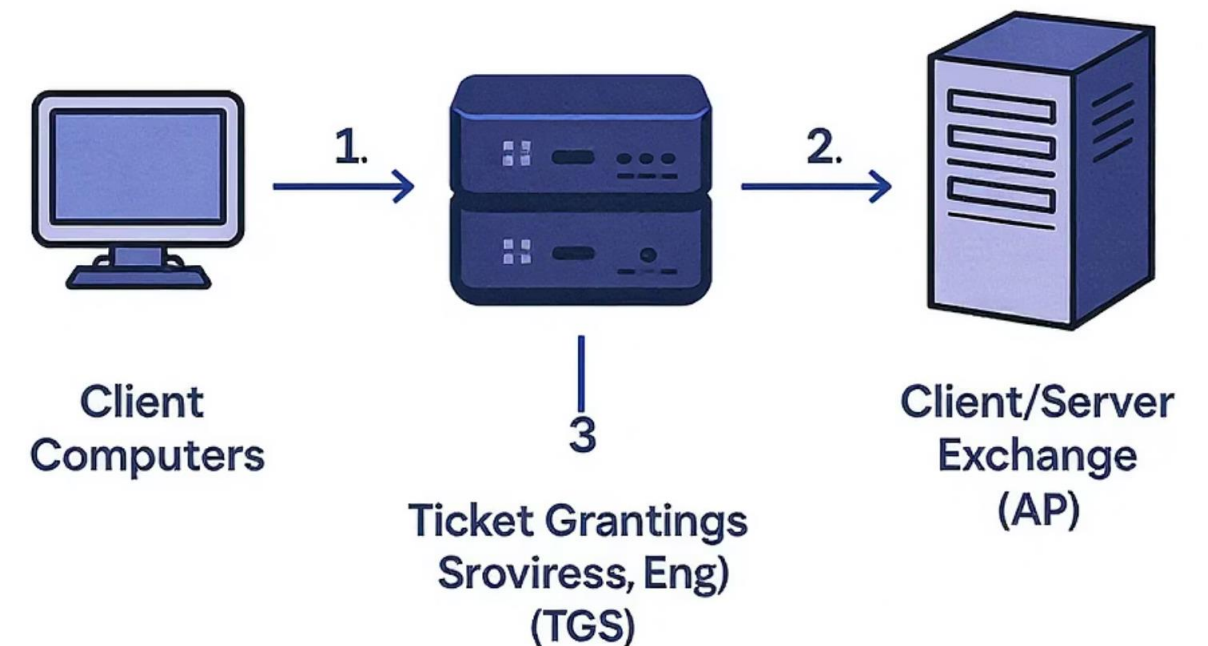 1.
2.
3
Client
Computers
Ticket Grantings
Sroviress, Eng)
(TGS)
Client/Server
Exchange
(AP)